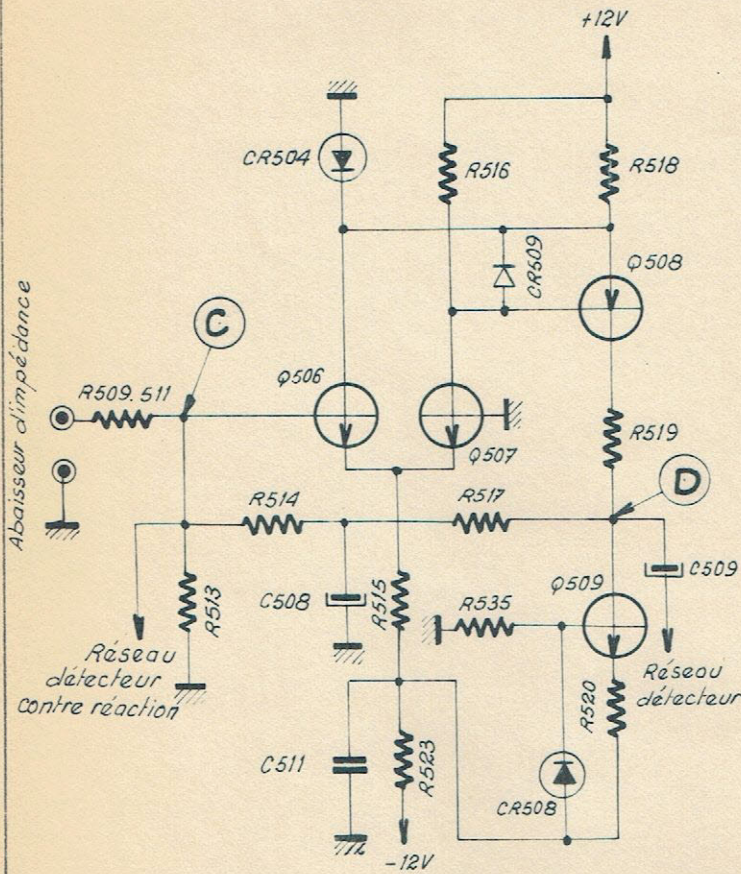 +12V
CR504
R516
R518
CR509
Q508
Abaisseur d'impédance
C
R509.511
Q506
Q507
R519
D
R514
R517
C509
Q509
R513
C508
R515
R535
Réseau
détecteur
contre réaction
Réseau
détecteur
R520
C511
R523
CR508
-12V